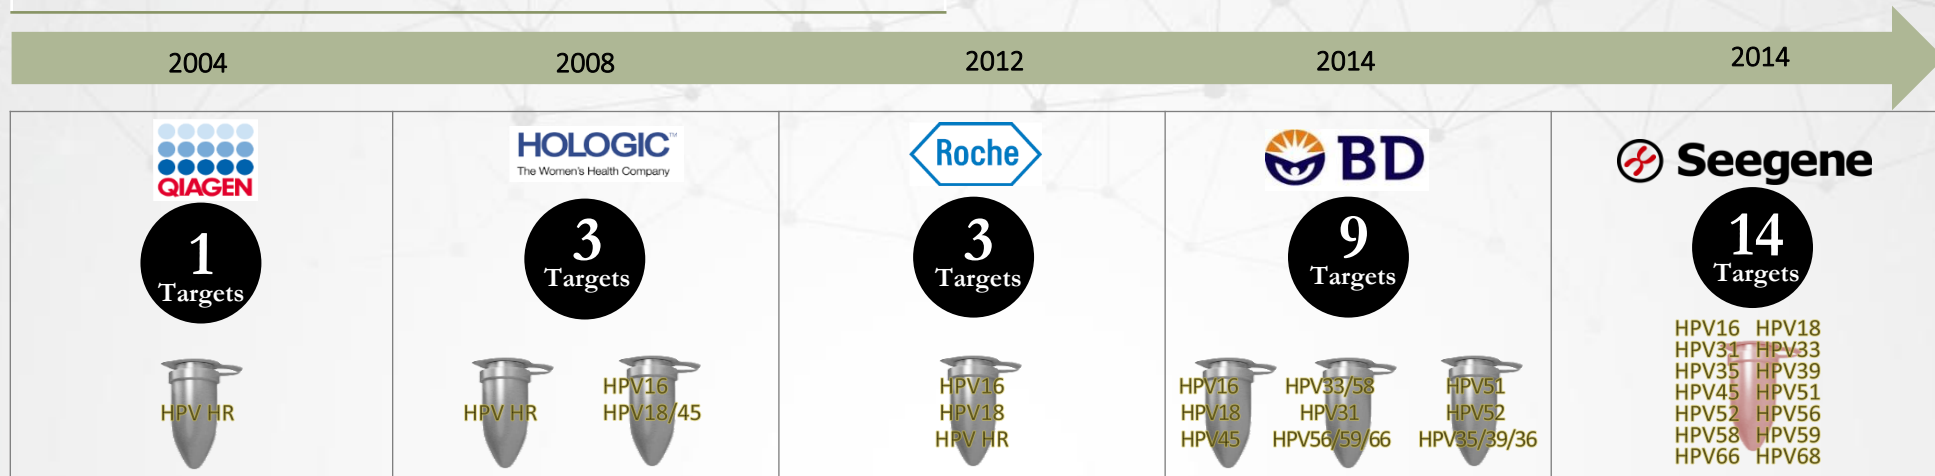 2004
2008
2012
2014
2014
QIAGEN
1
Targets
HPV HR
HOLOGIC™
The Women's Health Company
3
Targets
HPV HR
HPV16
HPV18/45
Roche
3
Targets
HPV16
HPV18
HPV HR
BD
9
Targets
HPV16
HPV18
HPV45
HPV33/58
HPV31
HPV56/59/66
HPV51
HPV52
HPV35/39/36
Seegene
14
Targets
HPV16 HPV18
HPV31 HPV33
HPV35 HPV39
HPV45 HPV51
HPV52 HPV56
HPV58 HPV59
HPV66 HPV68